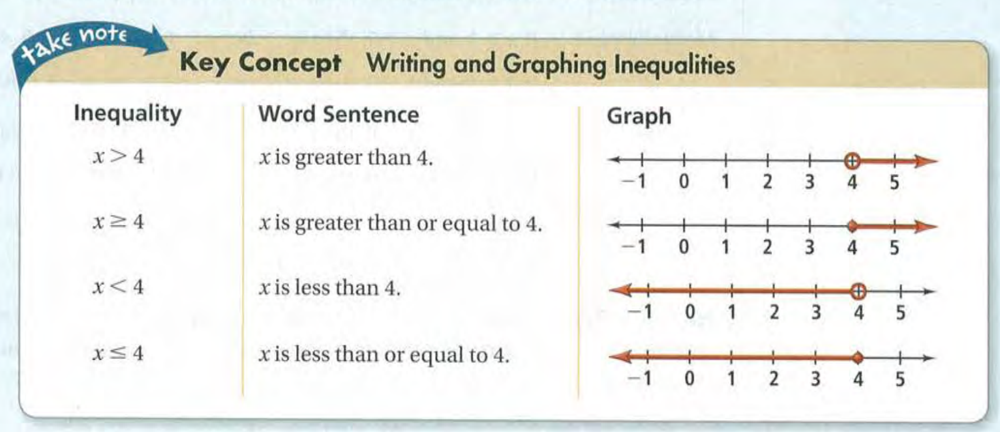 take note
Key Concept Writing and Graphing Inequalities
Inequality Word Sentence Graph
x > 4 x is greater than 4.
−1 0 1 2 3 4 5
x ≥ 4 x is greater than or equal to 4.
−1 0 1 2 3 4 5
x < 4 x is less than 4.
−1 0 1 2 3 4 5
x ≤ 4 x is less than or equal to 4.
−1 0 1 2 3 4 5